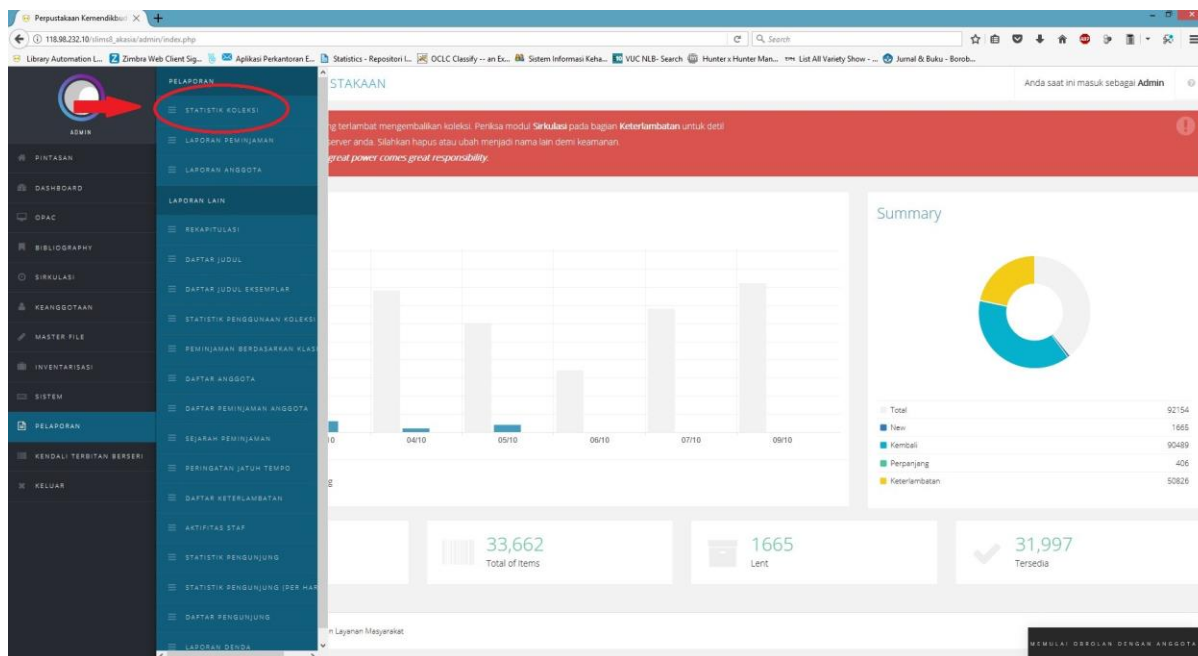 Perpustakaan Kemendikbud
118.98.232.10/slims8_akasia/admin/index.php
Search
Library Automation L...
Zimbra Web Client Sig...
Aplikasi Perkantoran E...
Statistics - Repositori I...
OCLC Classify -- an Ex...
Sistem Informasi Keha...
VUC NLB- Search
Hunter x Hunter Man...
List All Variety Show - ...
Jurnal & Buku - Borob...
ADMIN
PINTASAN
DASHBOARD
OPAC
BIBLIOGRAPHY
SIRKULASI
KEANGGOTAAN
MASTER FILE
INVENTARISASI
SISTEM
PELAPORAN
KENDALI TERBITAN BERSERI
KELUAR
PELAPORAN
STATISTIK KOLEKSI
LAPORAN PEMINJAMAN
LAPORAN ANGGOTA
LAPORAN LAIN
REKAPITULASI
DAFTAR JUDUL
DAFTAR JUDUL EKSEMPLAR
STATISTIK PENGGUNAAN KOLEKSI
PEMINJAMAN BERDASARKAN KLASI
DAFTAR ANGGOTA
DAFTAR PEMINJAMAN ANGGOTA
SEJARAH PEMINJAMAN
PERINGATAN JATUH TEMPO
DAFTAR KETERLAMBATAN
AKTIFITAS STAF
STATISTIK PENGUNJUNG
STATISTIK PENGUNJUNG (PER HAR
DAFTAR PENGUNJUNG
LAPORAN DENDA
STAKAAN
Anda saat ini masuk sebagai Admin
ng terlambat mengembalikan koleksi. Periksa modul Sirkulasi pada bagian Keterlambatan untuk detil
server anda. Silahkan hapus atau ubah menjadi nama lain demi keamanan.
great power comes great responsibility.
10 04/10 05/10 06/10 07/10 09/10
g
Summary
Total 92154
New 1665
Kembali 90489
Perpanjang 406
Keterlambatan 50826
33,662
Total of Items
1665
Lent
31,997
Tersedia
n Layanan Masyarakat
MEMULAI OBROLAN DENGAN ANGGOTA